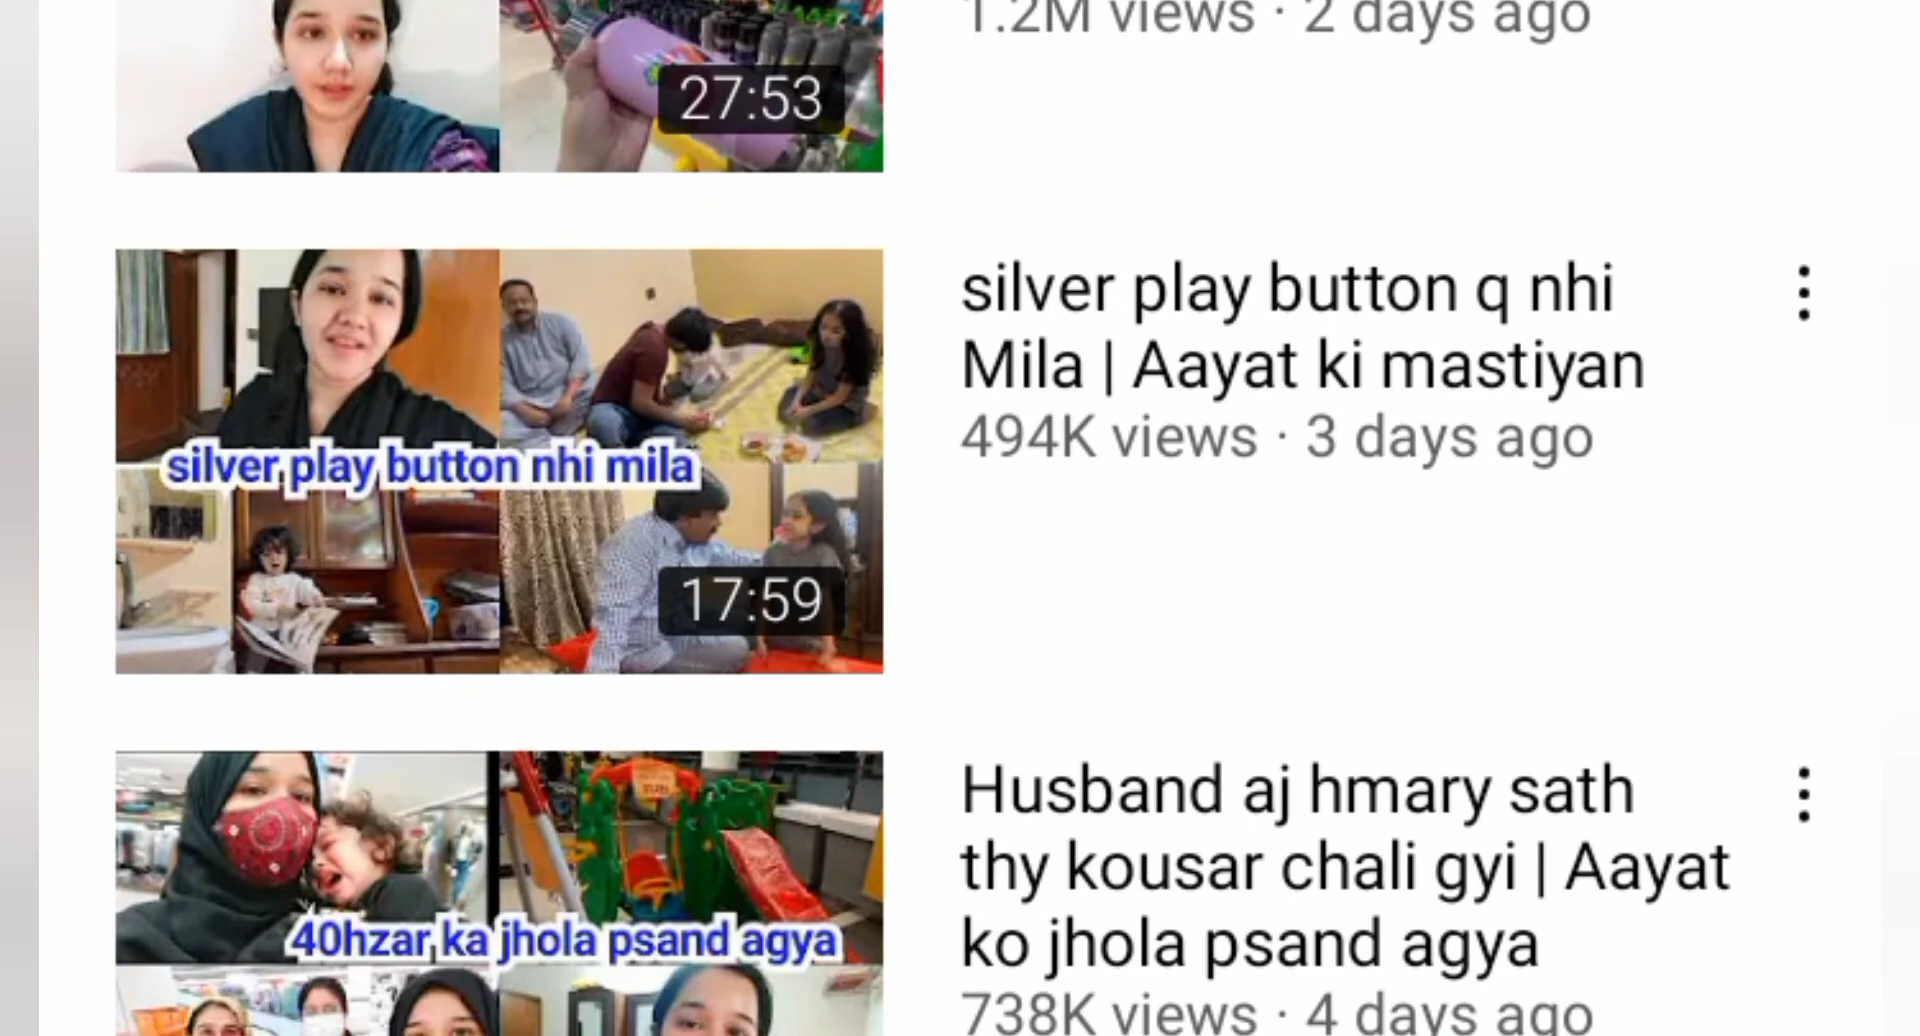 1.2M views · 2 days ago
27:53
silver play button q nhi
Mila | Aayat ki mastiyan
494K views · 3 days ago
silver play button nhi mila
17:59
Husband aj hmary sath
thy kousar chali gyi | Aayat
ko jhola psand agya
738K views · 4 days ago
40hzar ka jhola psand agya